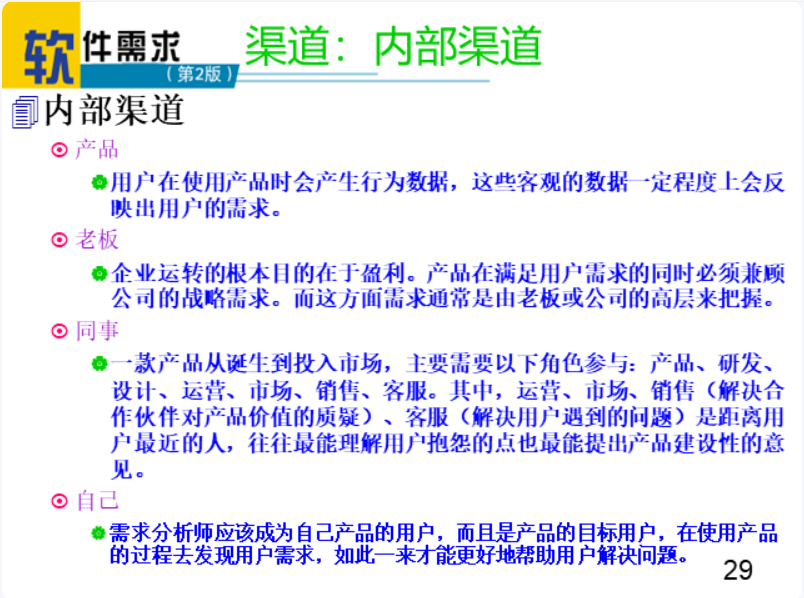 软件需求
（第2版）
渠道：内部渠道
内部渠道
产品
用户在使用产品时会产生行为数据，这些客观的数据一定程度上会反
映出用户的需求。
老板
企业运转的根本目的在于盈利。产品在满足用户需求的同时必须兼顾
公司的战略需求。而这方面需求通常是由老板或公司的高层来把握。
同事
一款产品从诞生到投入市场，主要需要以下角色参与：产品、研发、
设计、运营、市场、销售、客服。其中，运营、市场、销售（解决合
作伙伴对产品价值的质疑）、客服（解决用户遇到的问题）是距离用
户最近的人，往往最能理解用户抱怨的点也最能提出产品建设性的意
见。
自己
需求分析师应该成为自己产品的用户，而且是产品的目标用户，在使用产品
的过程去发现用户需求，如此一来才能更好地帮助用户解决问题。
29